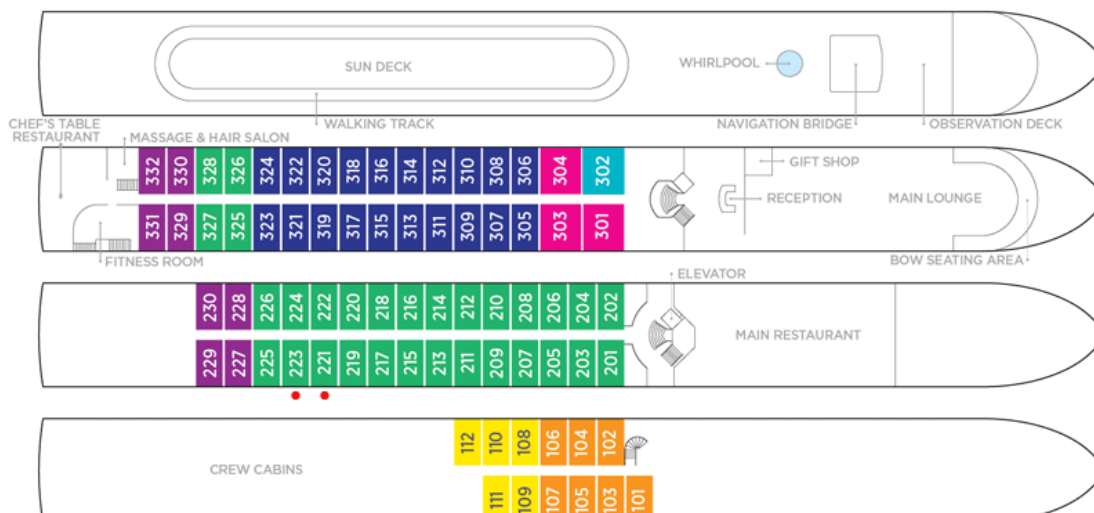 SUN DECK
WHIRLPOOL
CHEF'S TABLE
RESTAURANT
MASSAGE & HAIR SALON
WALKING TRACK
NAVIGATION BRIDGE
OBSERVATION DECK
332 330 328 326 324 322 320 318 316 314 312 310 308 306 304 302
GIFT SHOP
RECEPTION
MAIN LOUNGE
331 329 327 325 323 321 319 317 315 313 311 309 307 305 303 301
FITNESS ROOM
BOW SEATING AREA
ELEVATOR
230 228 226 224 222 220 218 216 214 212 210 208 206 204 202
MAIN RESTAURANT
229 227 225 223 221 219 217 215 213 211 209 207 205 203 201
112 110 108 106 104 102
CREW CABINS
111 109 107 105 103 101